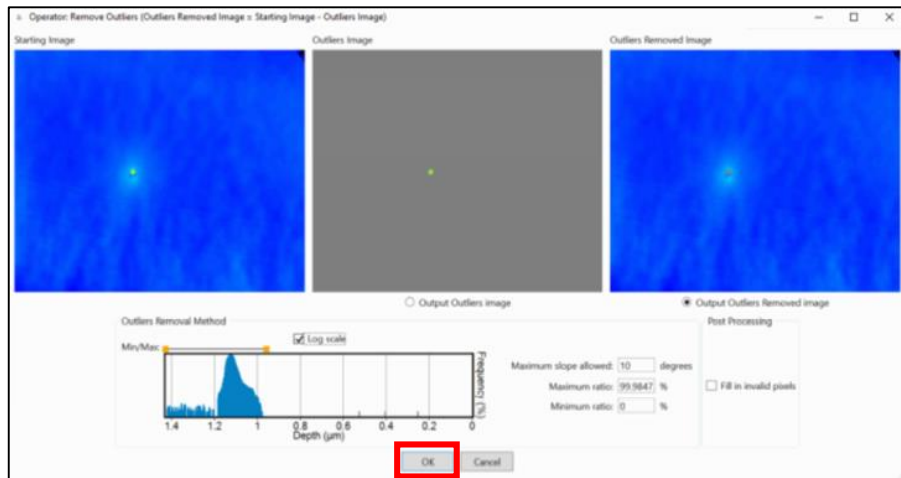 Operator: Remove Outliers (Outliers Removed Image = Starting Image - Outliers Image)
Starting Image
Outliers Image
Outliers Removed Image
Output Outliers image
Output Outliers Removed image
Outliers Removal Method
Post Processing
Min/Max:
Log scale
Frequency (%)
1.4 1.2 1 0.8 0.6 0.4 0.2 0
Depth (µm)
Maximum slope allowed: 10 degrees
Maximum ratio: 99.9847 %
Minimum ratio: 0 %
Fill in invalid pixels
OK
Cancel